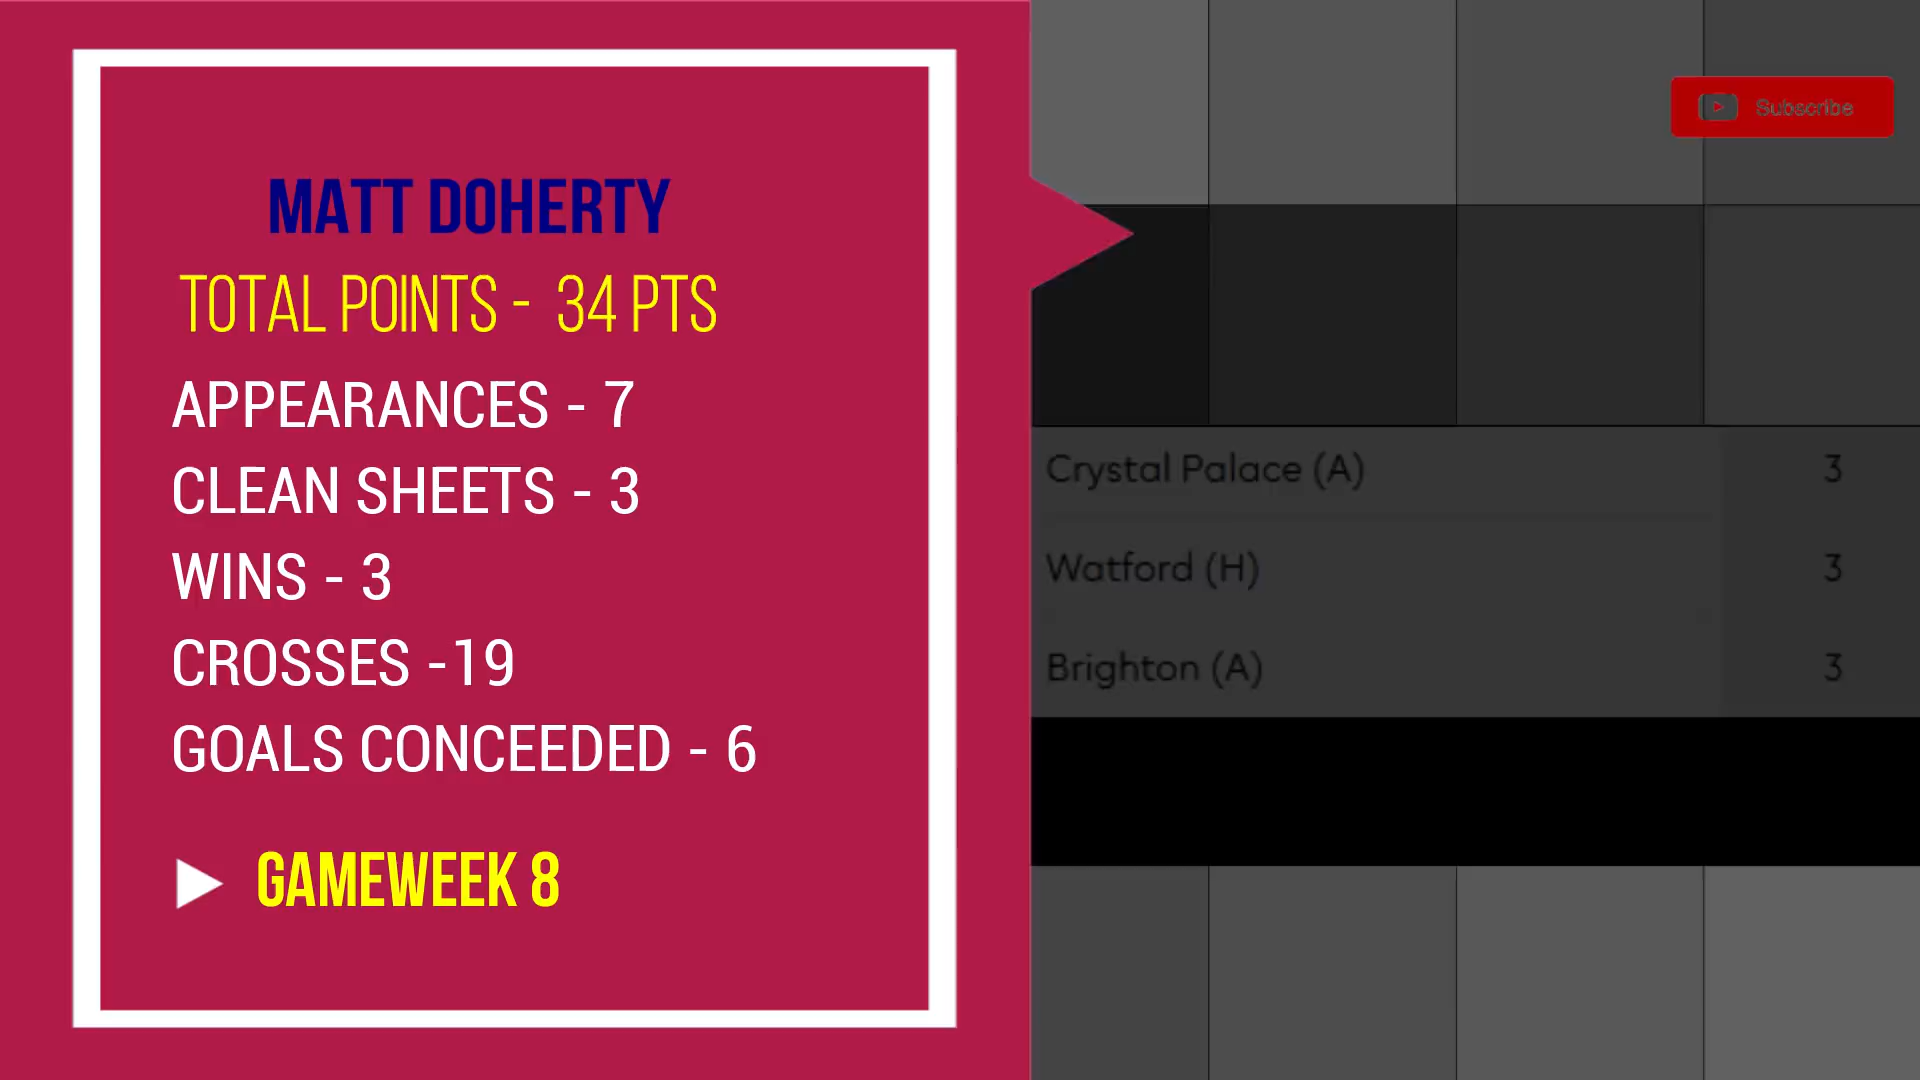 MATT DOHERTY
TOTAL POINTS - 34 PTS
APPEARANCES - 7
CLEAN SHEETS - 3
WINS - 3
CROSSES -19
GOALS CONCEEDED - 6
GAMEWEEK 8
Subscribe
Crystal Palace (A) 3
Watford (H) 3
Brighton (A) 3